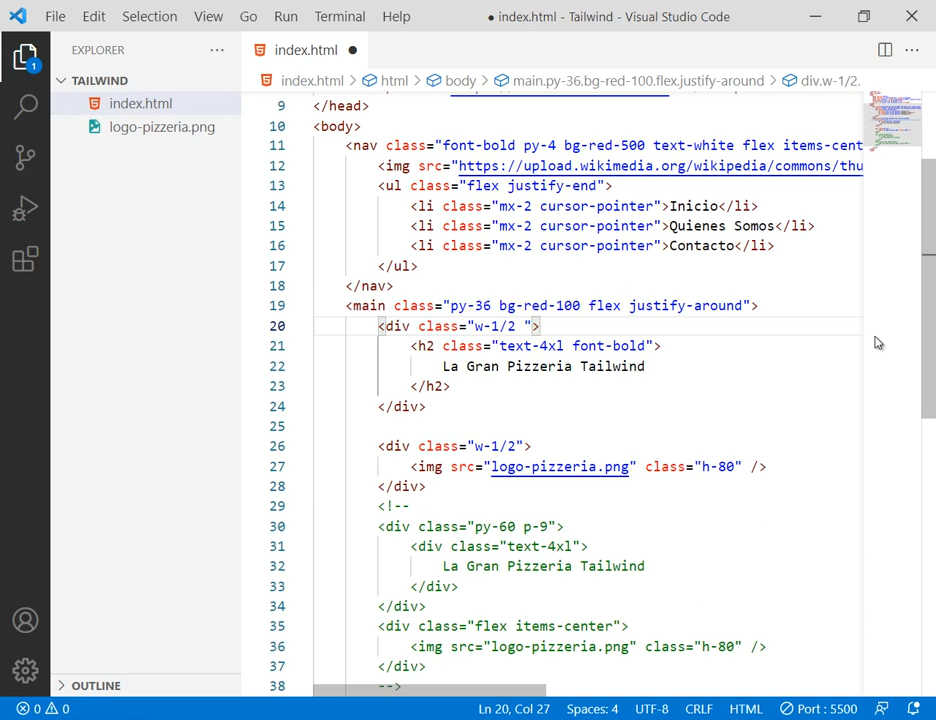 File Edit Selection View Go Run Terminal Help
● index.html - Tailwind - Visual Studio Code
EXPLORER ...
index.html ●
TAILWIND
index.html > html > body > main.py-36.bg-red-100.flex.justify-around > div.w-1/2.
index.html
logo-pizzeria.png
1
9 </head>
10 <body>
11 <nav class="font-bold py-4 bg-red-500 text-white flex items-cent
12 <img src="https://upload.wikimedia.org/wikipedia/commons/thu
13 <ul class="flex justify-end">
14 <li class="mx-2 cursor-pointer">Inicio</li>
15 <li class="mx-2 cursor-pointer">Quienes Somos</li>
16 <li class="mx-2 cursor-pointer">Contacto</li>
17 </ul>
18 </nav>
19 <main class="py-36 bg-red-100 flex justify-around">
20 <div class="w-1/2 ">
21 <h2 class="text-4xl font-bold">
22 La Gran Pizzeria Tailwind
23 </h2>
24 </div>
25
26 <div class="w-1/2">
27 <img src="logo-pizzeria.png" class="h-80" />
28 </div>
29 <!--
30 <div class="py-60 p-9">
31 <div class="text-4xl">
32 La Gran Pizzeria Tailwind
33 </div>
34 </div>
35 <div class="flex items-center">
36 <img src="logo-pizzeria.png" class="h-80" />
37 </div>
38 -->
OUTLINE
0 0 Ln 20, Col 27 Spaces: 4 UTF-8 CRLF HTML Port : 5500